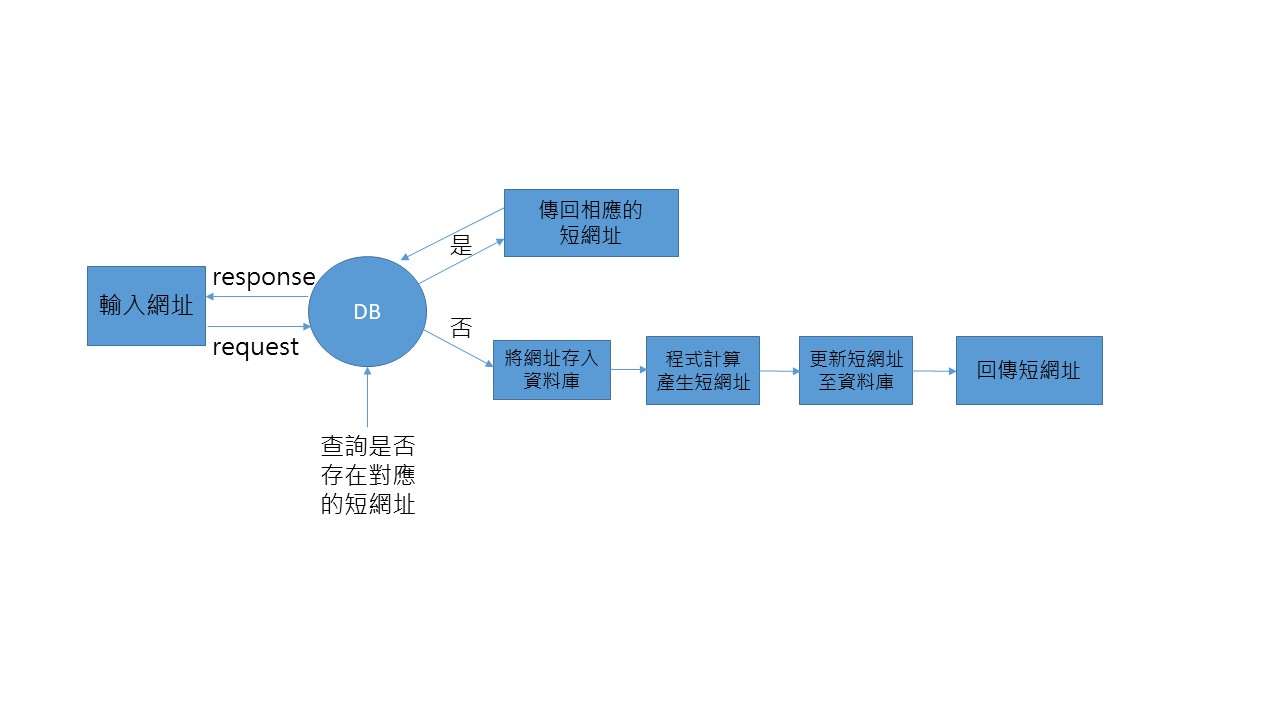 傳回相應的
短網址
是
response
輸入網址
DB
request
否
將網址存入
資料庫
程式計算
產生短網址
更新短網址
至資料庫
回傳短網址
查詢是否
存在對應
的短網址